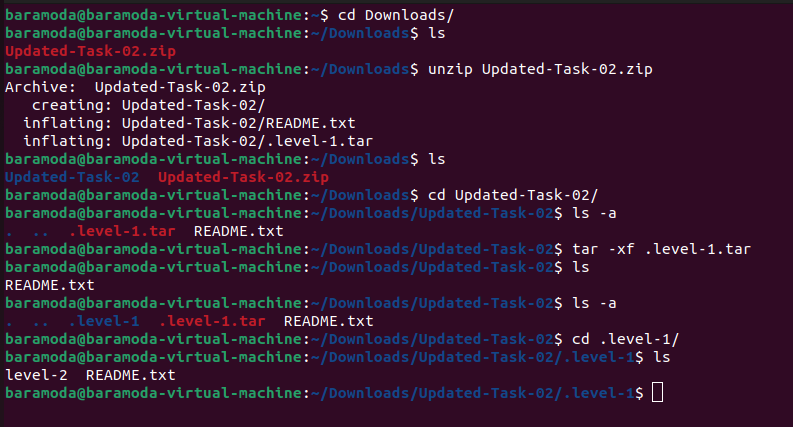 baramoda@baramoda-virtual-machine:~$ cd Downloads/
baramoda@baramoda-virtual-machine:~/Downloads$ ls
Updated-Task-02.zip
baramoda@baramoda-virtual-machine:~/Downloads$ unzip Updated-Task-02.zip
Archive:  Updated-Task-02.zip
   creating: Updated-Task-02/
  inflating: Updated-Task-02/README.txt
  inflating: Updated-Task-02/.level-1.tar
baramoda@baramoda-virtual-machine:~/Downloads$ ls
Updated-Task-02  Updated-Task-02.zip
baramoda@baramoda-virtual-machine:~/Downloads$ cd Updated-Task-02/
baramoda@baramoda-virtual-machine:~/Downloads/Updated-Task-02$ ls -a
.  ..  .level-1.tar  README.txt
baramoda@baramoda-virtual-machine:~/Downloads/Updated-Task-02$ tar -xf .level-1.tar
baramoda@baramoda-virtual-machine:~/Downloads/Updated-Task-02$ ls
README.txt
baramoda@baramoda-virtual-machine:~/Downloads/Updated-Task-02$ ls -a
.  ..  .level-1  .level-1.tar  README.txt
baramoda@baramoda-virtual-machine:~/Downloads/Updated-Task-02$ cd .level-1/
baramoda@baramoda-virtual-machine:~/Downloads/Updated-Task-02/.level-1$ ls
level-2  README.txt
baramoda@baramoda-virtual-machine:~/Downloads/Updated-Task-02/.level-1$